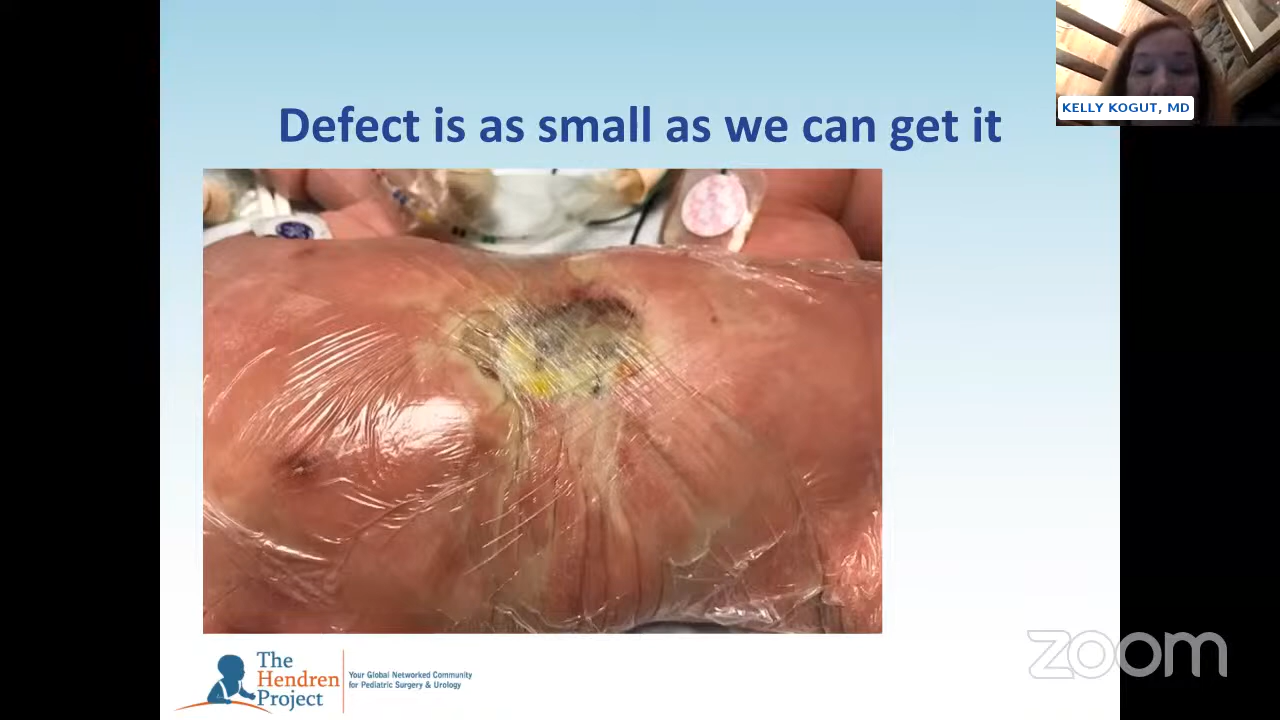 KELLY KOGUT, MD
Defect is as small as we can get it
The
Hendren
Project
Your Global Networked Community
for Pediatric Surgery & Urology
zoom